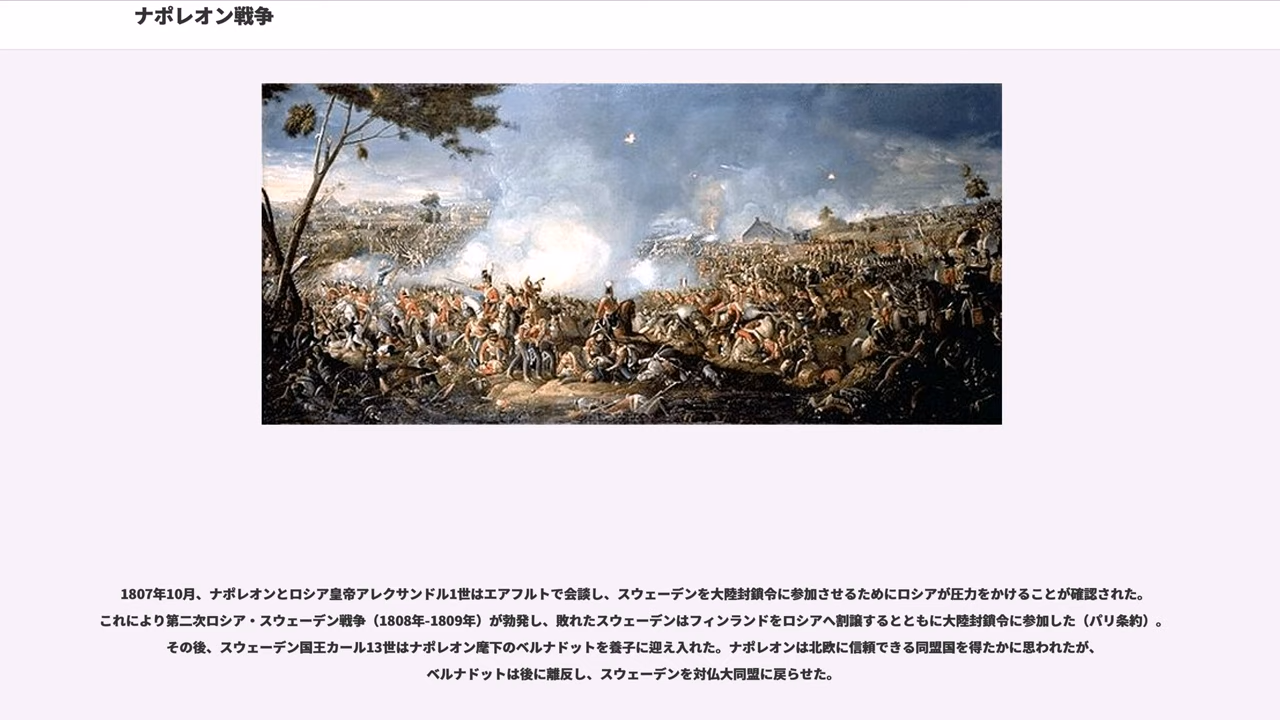 ナポレオン戦争
1807年10月、ナポレオンとロシア皇帝アレクサンドル1世はエアフルトで会談し、スウェーデンを大陸封鎖令に参加させるためにロシアが圧力をかけることが確認された。
これにより第二次ロシア・スウェーデン戦争（1808年-1809年）が勃発し、敗れたスウェーデンはフィンランドをロシアへ割譲するとともに大陸封鎖令に参加した（パリ条約）。
その後、スウェーデン国王カール13世はナポレオン麾下のベルナドットを養子に迎え入れた。ナポレオンは北欧に信頼できる同盟国を得たかに思われたが、
ベルナドットは後に離反し、スウェーデンを対仏大同盟に戻らせた。